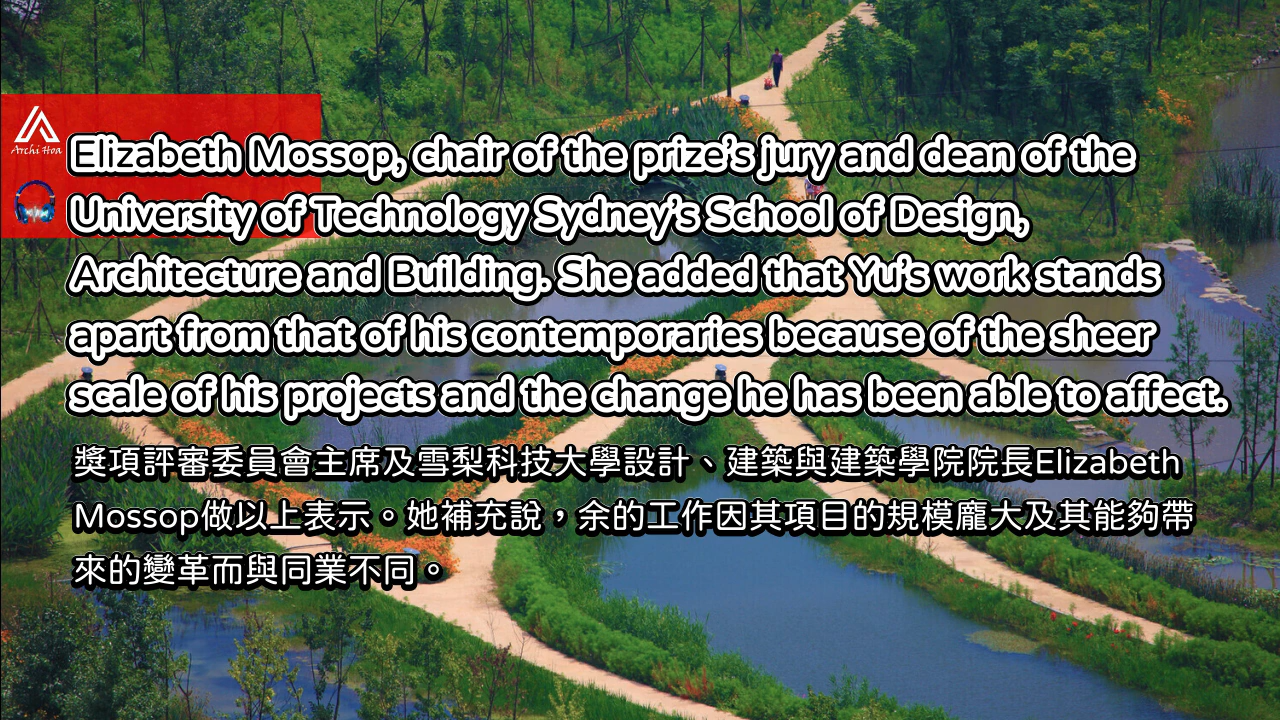 Archi Hoa
Elizabeth Mossop, chair of the prize’s jury and dean of the
University of Technology Sydney’s School of Design,
Architecture and Building. She added that Yu’s work stands
apart from that of his contemporaries because of the sheer
scale of his projects and the change he has been able to affect.
獎項評審委員會主席及雪梨科技大學設計、建築與建築學院院長Elizabeth
Mossop做以上表示。她補充說，余的工作因其項目的規模龐大及其能夠帶
來的變革而與同業不同。